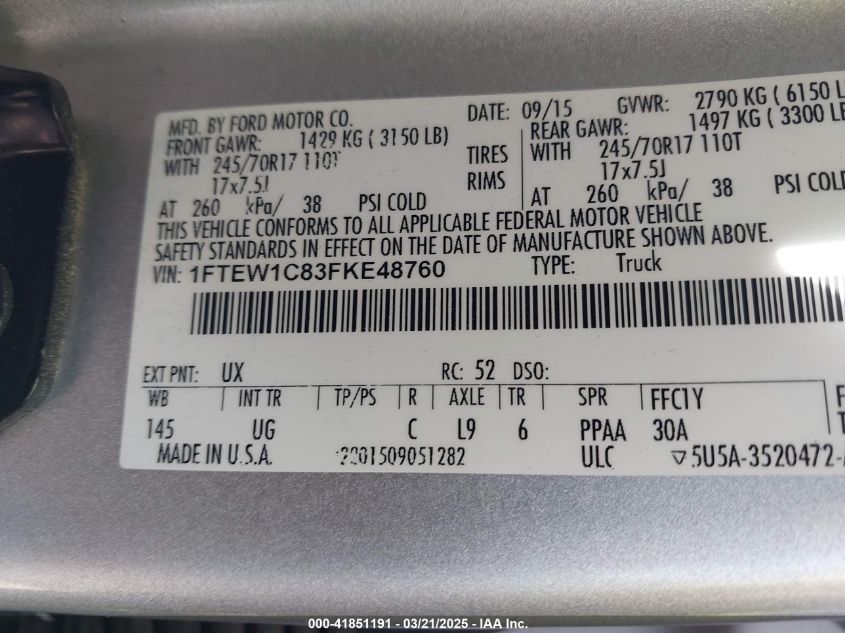 MFD. BY FORD MOTOR CO. DATE: 09/15 GVWR: 2790 KG ( 6150
FRONT GAWR: 1429 KG ( 3150 LB) REAR GAWR: 1497 KG ( 3300
WITH 245/70R17 110T TIRES WITH 245/70R17 110T
17x7.5J RIMS 17x7.5J
AT 260 kPa/ 38 PSI COLD AT 260 kPa/ 38 PSI COLD
THIS VEHICLE CONFORMS TO ALL APPLICABLE FEDERAL MOTOR VEHICLE
SAFETY STANDARDS IN EFFECT ON THE DATE OF MANUFACTURE SHOWN ABOVE.
VIN: 1FTEW1C83FKE48760 TYPE: Truck
EXT PNT: UX RC: 52 DSO:
WB INT TR TP/PS R AXLE TR SPR FFC1Y
145 UG C L9 6 PPAA 30A
MADE IN U.S.A. ULC ▽5U5A-3520472-
000-41851191 — 03/21/2025 — IAA Inc.